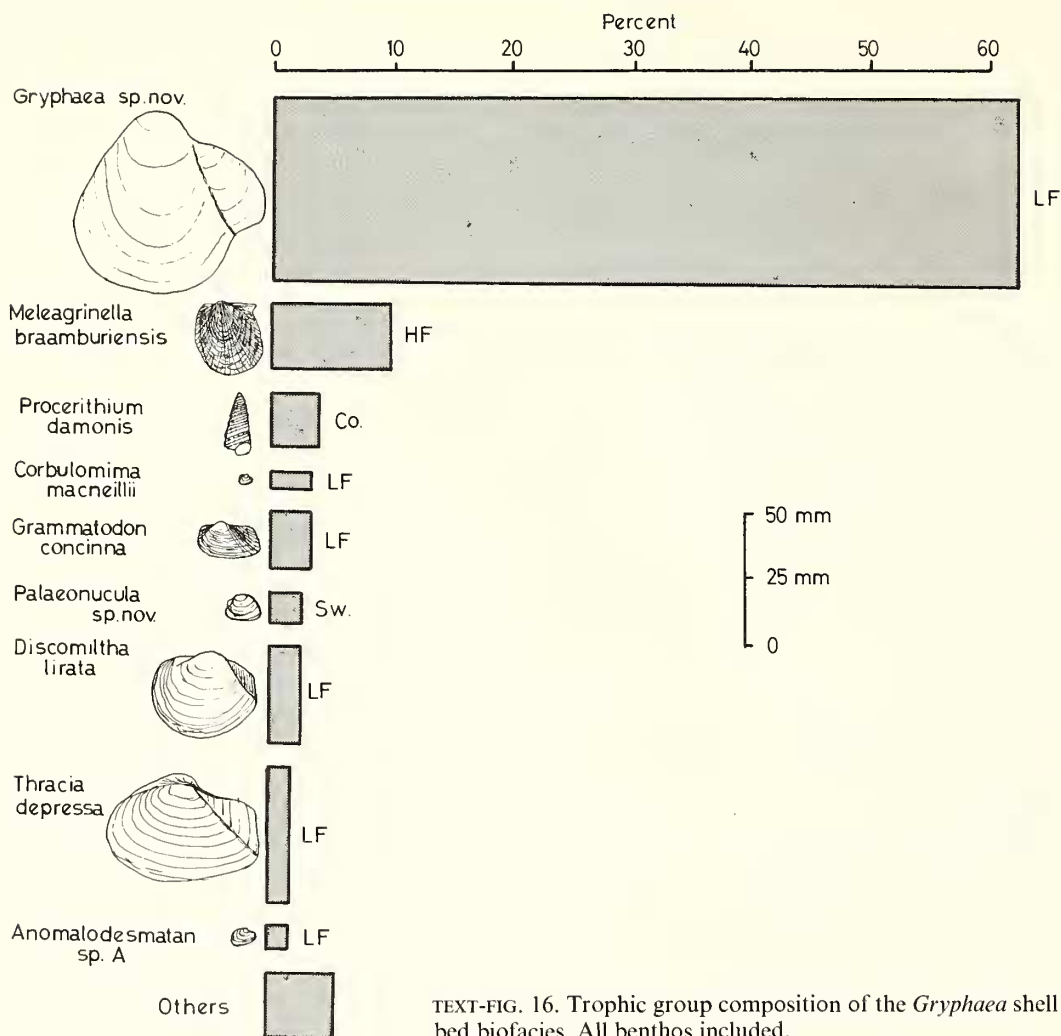 Percent
0 10 20 30 40 50 60
Gryphaea sp.nov.
LF
Meleagrinella
braamburiensis
HF
Procerithium
damonis
Co.
Corbulomima
macneillii
LF
Grammatodon
concinna
LF
Palaeonucula
sp.nov.
Sw.
Discomiltha
lirata
LF
Thracia
depressa
LF
Anomalodesmatan
sp. A
LF
Others
50 mm
25 mm
0
TEXT-FIG. 16. Trophic group composition of the Gryphaea shell
bed biofacies. All benthos included.